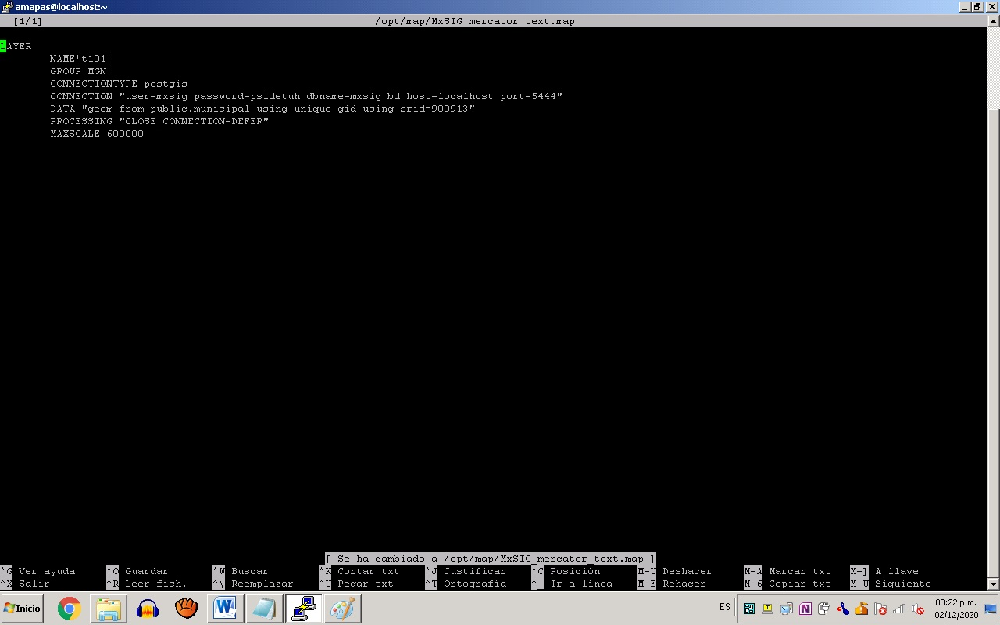 amapas@localhost:~
[1/1] /opt/map/MxSIG_mercator_text.map
LAYER
NAME't101'
GROUP'MGN'
CONNECTIONTYPE postgis
CONNECTION "user=mxsig password=psidetuh dbname=mxsig_bd host=localhost port=5444"
DATA "geom from public.municipal using unique gid using srid=900913"
PROCESSING "CLOSE_CONNECTION=DEFER"
MAXSCALE 600000
[ Se ha cambiado a /opt/map/MxSIG_mercator_text.map ]
^G Ver ayuda ^O Guardar ^W Buscar ^K Cortar txt ^J Justificar ^C Posición M-U Deshacer M-A Marcar txt M-] A llave
^X Salir ^R Leer fich. ^\ Reemplazar ^U Pegar txt ^T Ortografía ^_ Ir a línea M-E Rehacer M-6 Copiar txt M-W Siguiente
Inicio ES 03:22 p.m.
02/12/2020